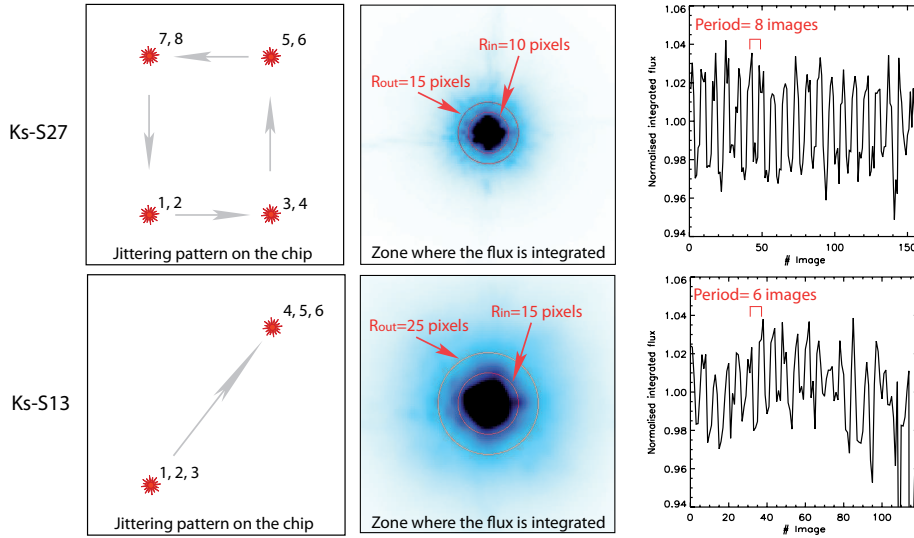 Ks-S27
7, 8
5, 6
1, 2
3, 4
Jittering pattern on the chip
Rin=10 pixels
Rout=15 pixels
Zone where the flux is integrated
Period= 8 images
Normalised integrated flux
1.06
1.04
1.02
1.00
0.98
0.96
0.94
0
50
100
150
# Image
Ks-S13
4, 5, 6
1, 2, 3
Jittering pattern on the chip
Rin=15 pixels
Rout=25 pixels
Zone where the flux is integrated
Period= 6 images
Normalised integrated flux
1.06
1.04
1.02
1.00
0.98
0.96
0.94
0
20
40
60
80
100
# Image